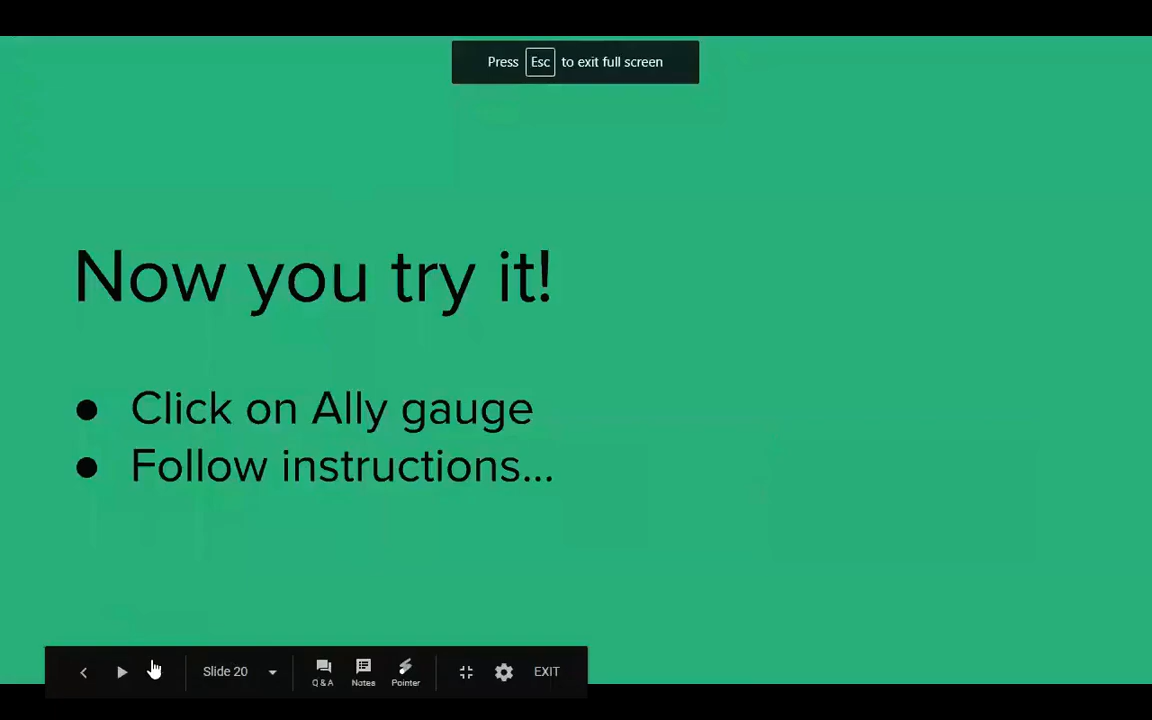 Press Esc to exit full screen
Now you try it!
● Click on Ally gauge
● Follow instructions...
Slide 20
Q & A
Notes
Pointer
EXIT